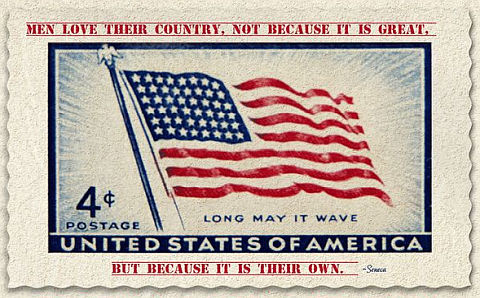 MEN LOVE THEIR COUNTRY, NOT BECAUSE IT IS GREAT,
4¢
POSTAGE
LONG MAY IT WAVE
UNITED STATES OF AMERICA
BUT BECAUSE IT IS THEIR OWN. ~Seneca